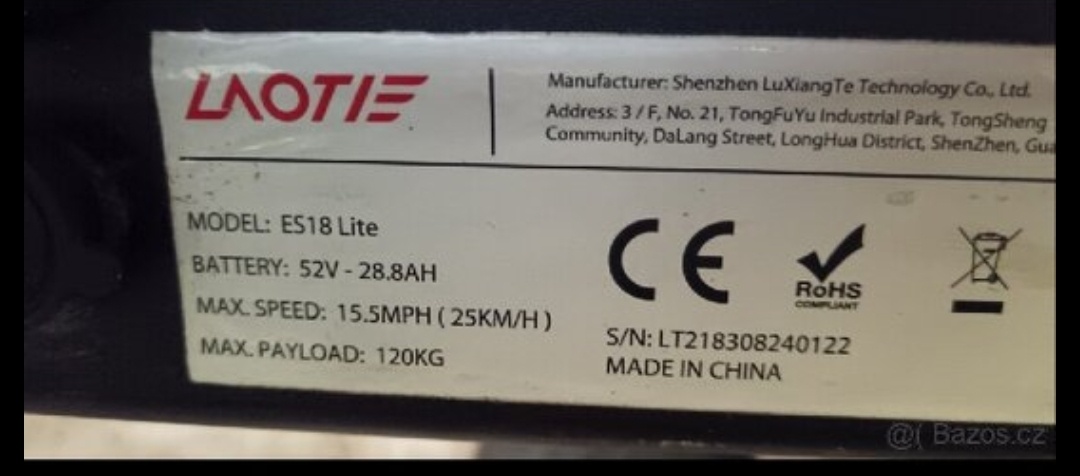 LAOTIE
Manufacturer: Shenzhen LuXiangTe Technology Co., Ltd.
Address: 3 / F, No. 21, TongFuYu Industrial Park, TongSheng
Community, DaLang Street, LongHua District, ShenZhen, Gua
MODEL: ES18 Lite
BATTERY: 52V - 28.8AH
MAX. SPEED: 15.5MPH ( 25KM/H )
MAX. PAYLOAD: 120KG
CE
RoHS
COMPLIANT
S/N: LT218308240122
MADE IN CHINA
@( Bazos.cz